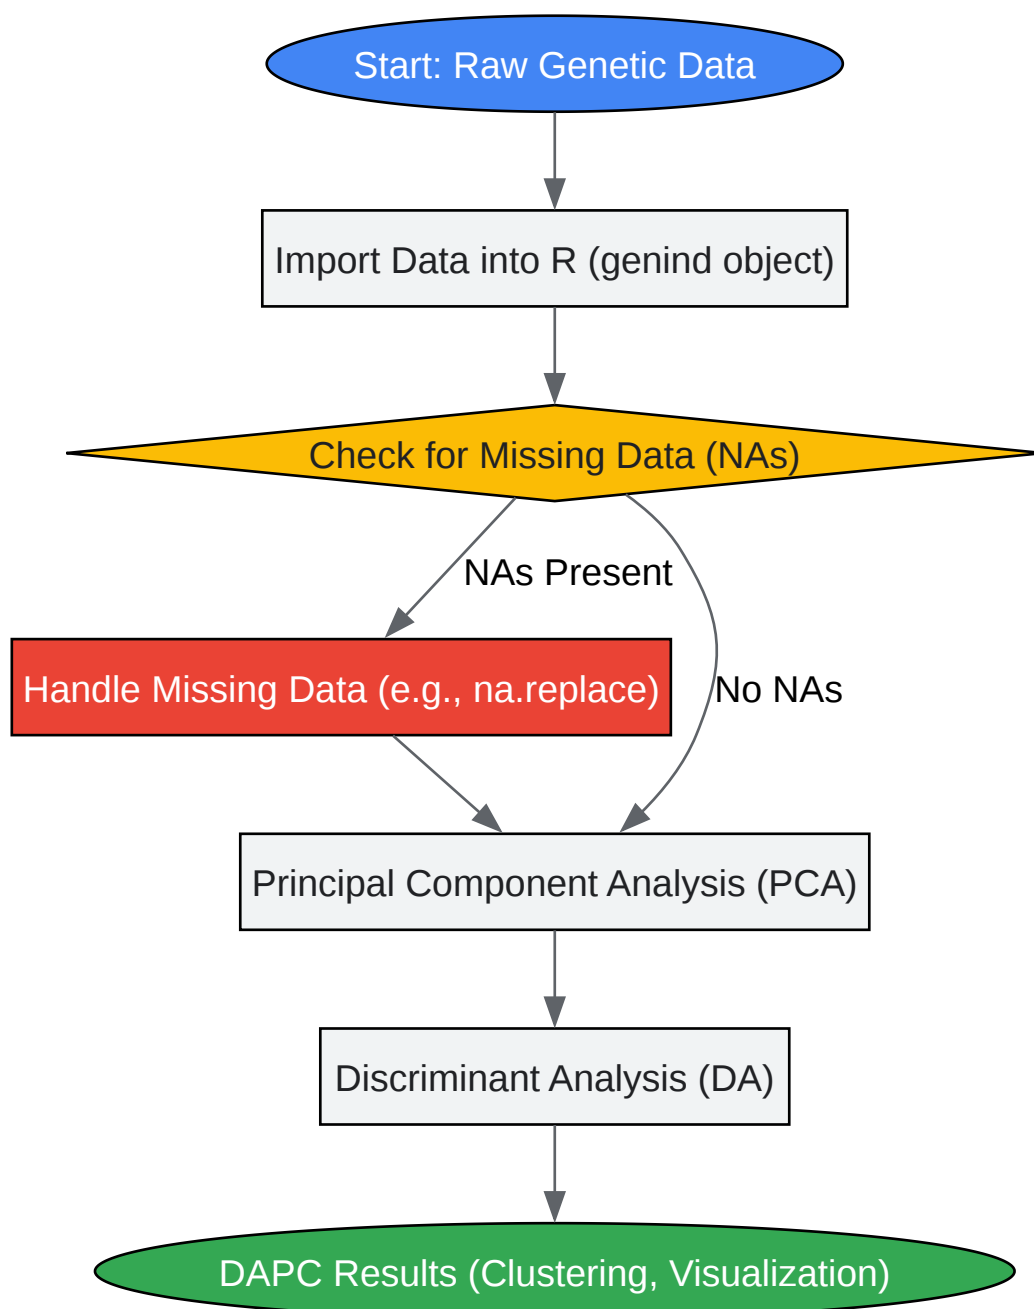 Start: Raw Genetic Data
Import Data into R (genind object)
Check for Missing Data (NAs)
NAs Present
Handle Missing Data (e.g., na.replace)
No NAs
Principal Component Analysis (PCA)
Discriminant Analysis (DA)
DAPC Results (Clustering, Visualization)